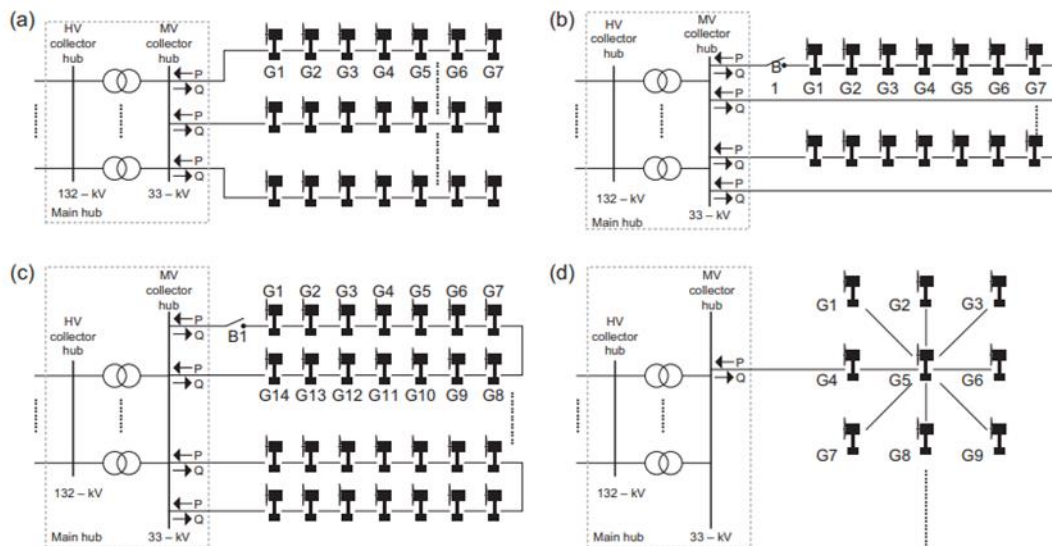 (a)
HV
collector
hub
MV
collector
hub
P
Q
G1 G2 G3 G4 G5 G6 G7
P
Q
P
Q
132 – kV
33 – kV
Main hub
(b)
HV
collector
hub
MV
collector
hub
P
Q
B
1
G1 G2 G3 G4 G5 G6 G7
P
Q
P
Q
P
Q
132 – kV
Main hub
33 – kV
(c)
HV
collector
hub
MV
collector
hub
G1 G2 G3 G4 G5 G6 G7
P
Q
B1
P
Q
G14 G13 G12 G11 G10 G9 G8
P
Q
132 – kV
P
Q
Main hub
33 – kV
(d)
HV
collector
hub
MV
collector
hub
G1 G2 G3
P
Q
G4 G5 G6
G7 G8 G9
132 – kV
Main hub
33 – kV